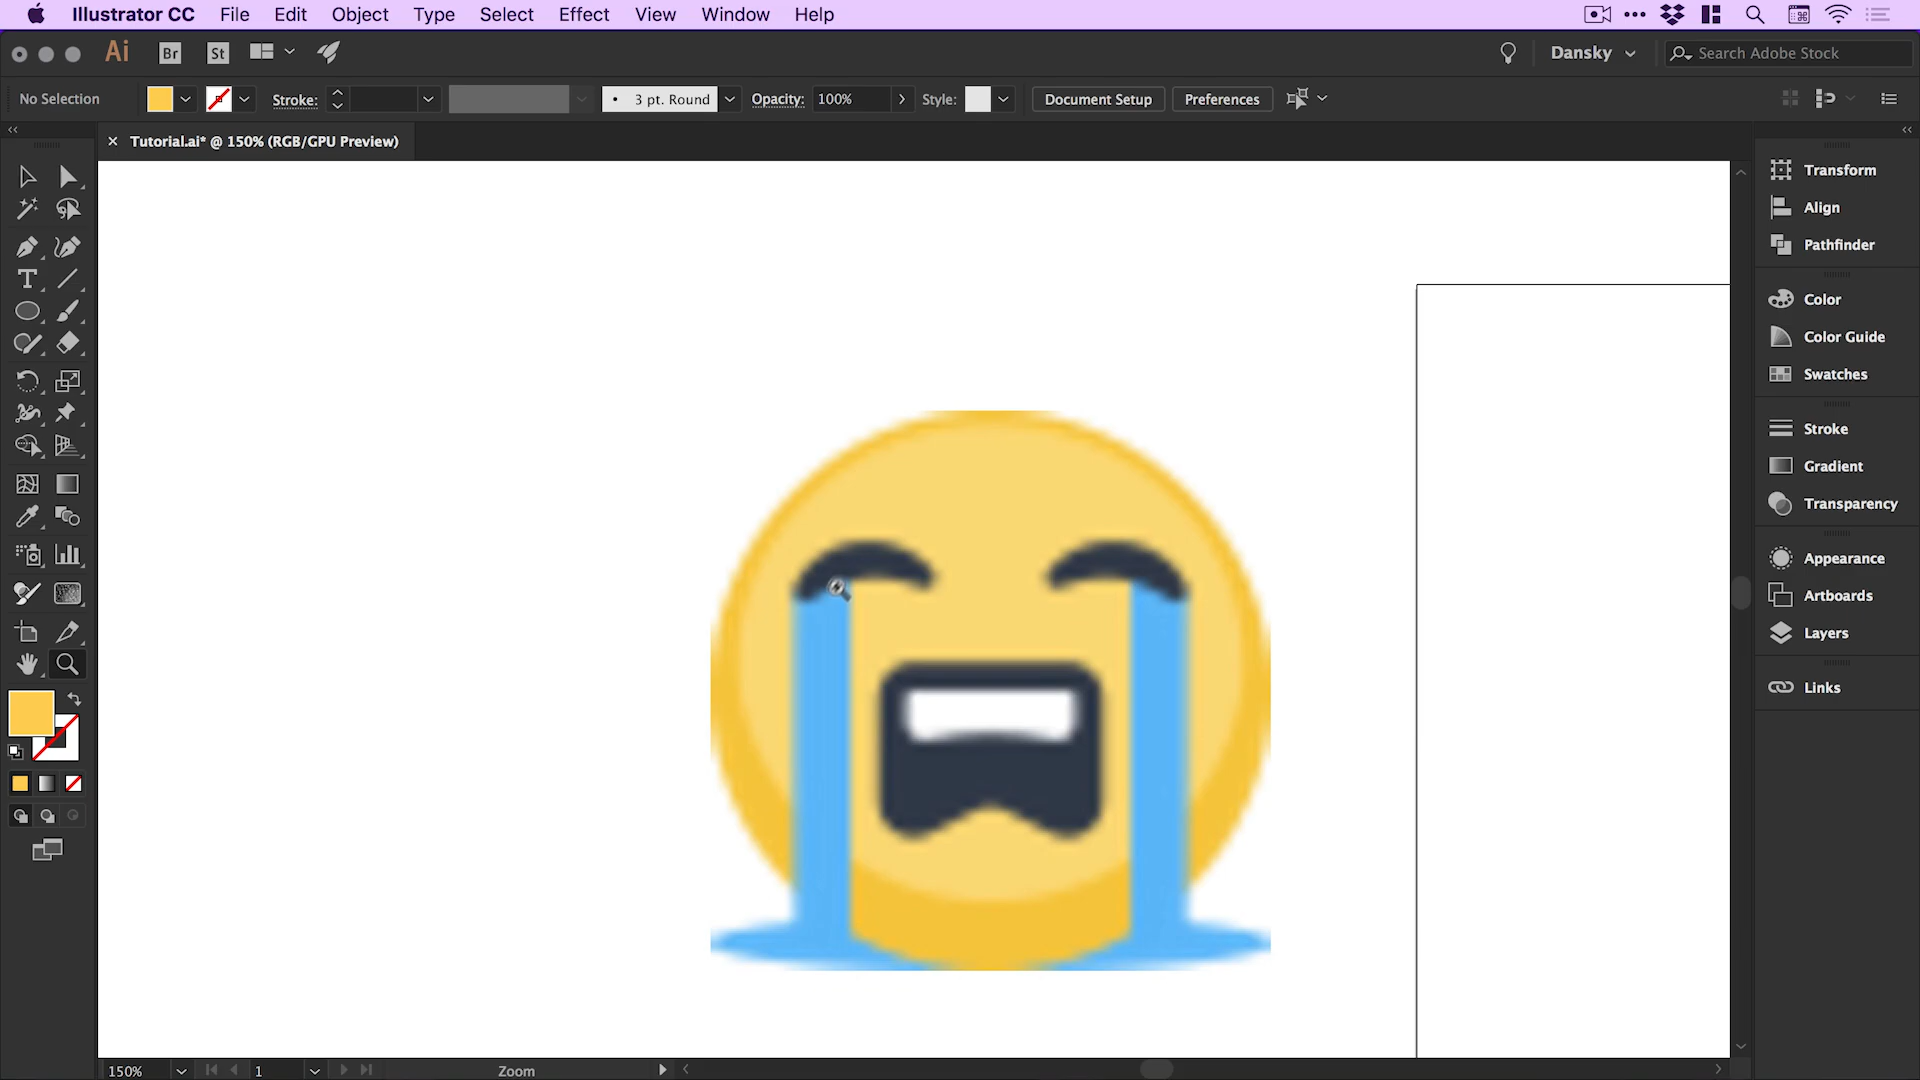 Illustrator CC File Edit Object Type Select Effect View Window Help
Ai Br St Dansky Search Adobe Stock
No Selection Stroke: 3 pt. Round Opacity: 100% Style: Document Setup Preferences
Tutorial.ai* @ 150% (RGB/GPU Preview)
Transform
Align
Pathfinder
Color
Color Guide
Swatches
Stroke
Gradient
Transparency
Appearance
Artboards
Layers
Links
150% 1 Zoom